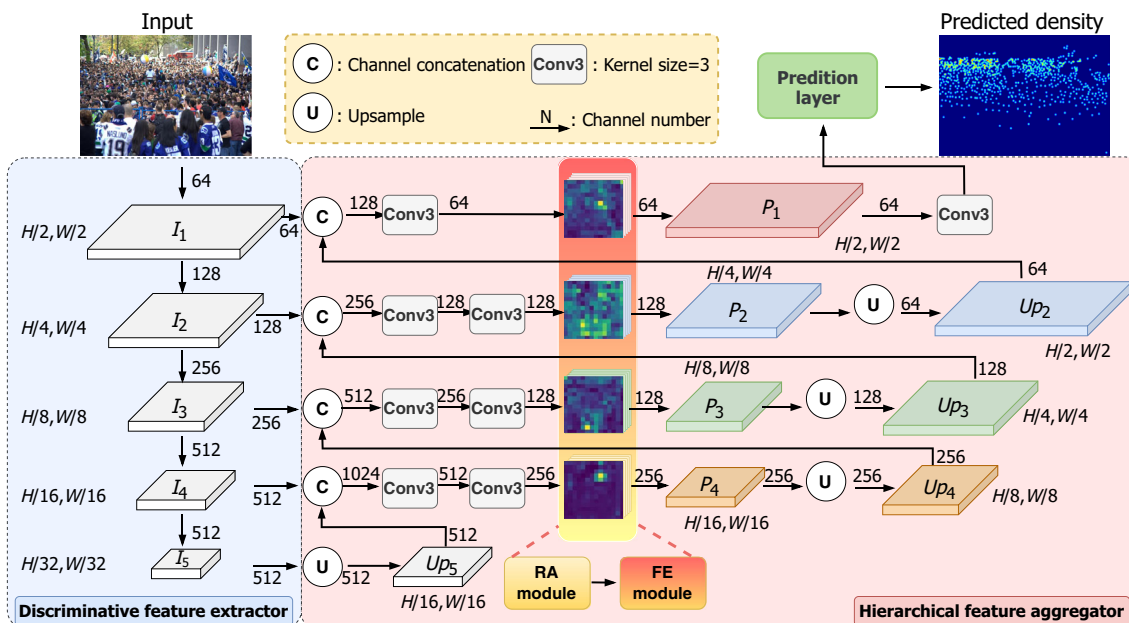 Input
Predicted density
C : Channel concatenation Conv3 : Kernel size=3
U : Upsample N : Channel number
Predition
layer
64
H/2,W/2
I1
64
C
128
Conv3
64
64
P1
64
Conv3
H/2,W/2
128
H/4,W/4
I2
128
C
256
Conv3
128
Conv3
128
128
H/4,W/4
P2
U
64
64
Up2
H/2,W/2
256
H/8,W/8
I3
256
C
512
Conv3
256
Conv3
128
128
H/8,W/8
P3
U
128
128
Up3
H/4,W/4
512
H/16,W/16
I4
512
C
1024
Conv3
512
Conv3
256
256
P4
H/16,W/16
256
U
256
256
Up4
H/8,W/8
512
H/32,W/32
I5
512
U
512
512
Up5
H/16,W/16
RA
module
FE
module
Discriminative feature extractor
Hierarchical feature aggregator